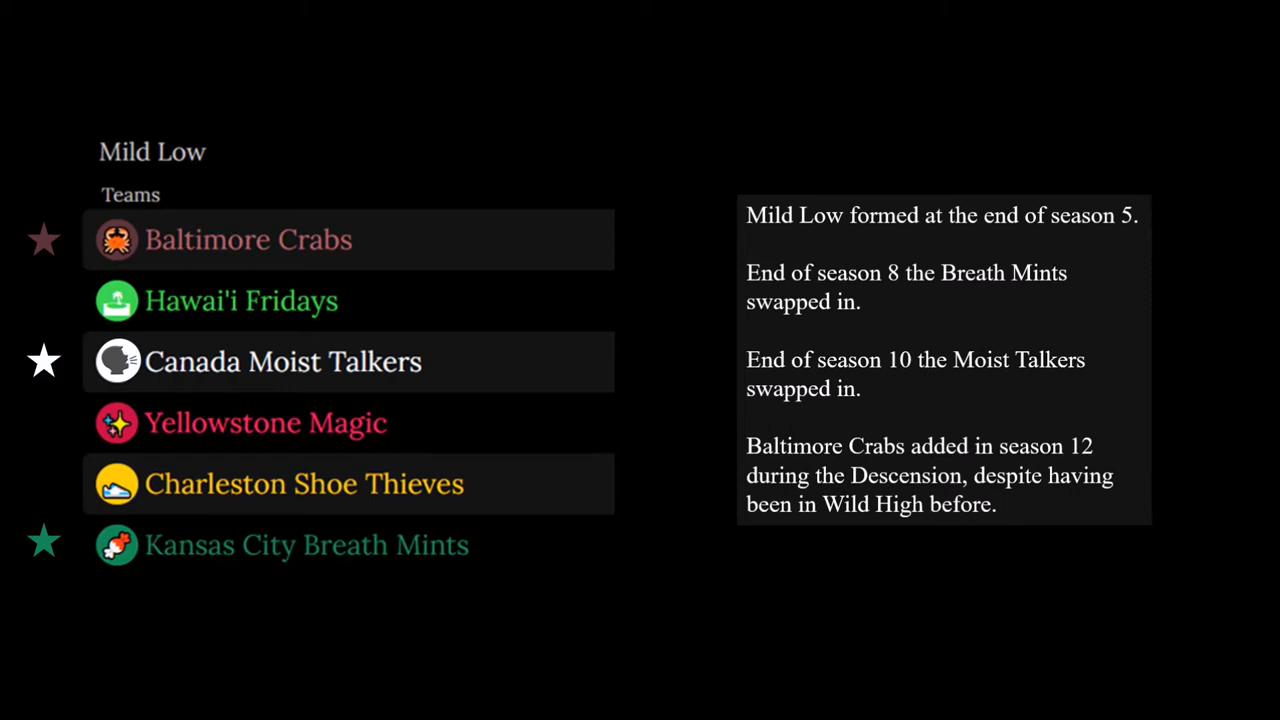 Mild Low
Teams
Baltimore Crabs
Hawai'i Fridays
Canada Moist Talkers
Yellowstone Magic
Charleston Shoe Thieves
Kansas City Breath Mints
Mild Low formed at the end of season 5.
End of season 8 the Breath Mints
swapped in.
End of season 10 the Moist Talkers
swapped in.
Baltimore Crabs added in season 12
during the Descension, despite having
been in Wild High before.